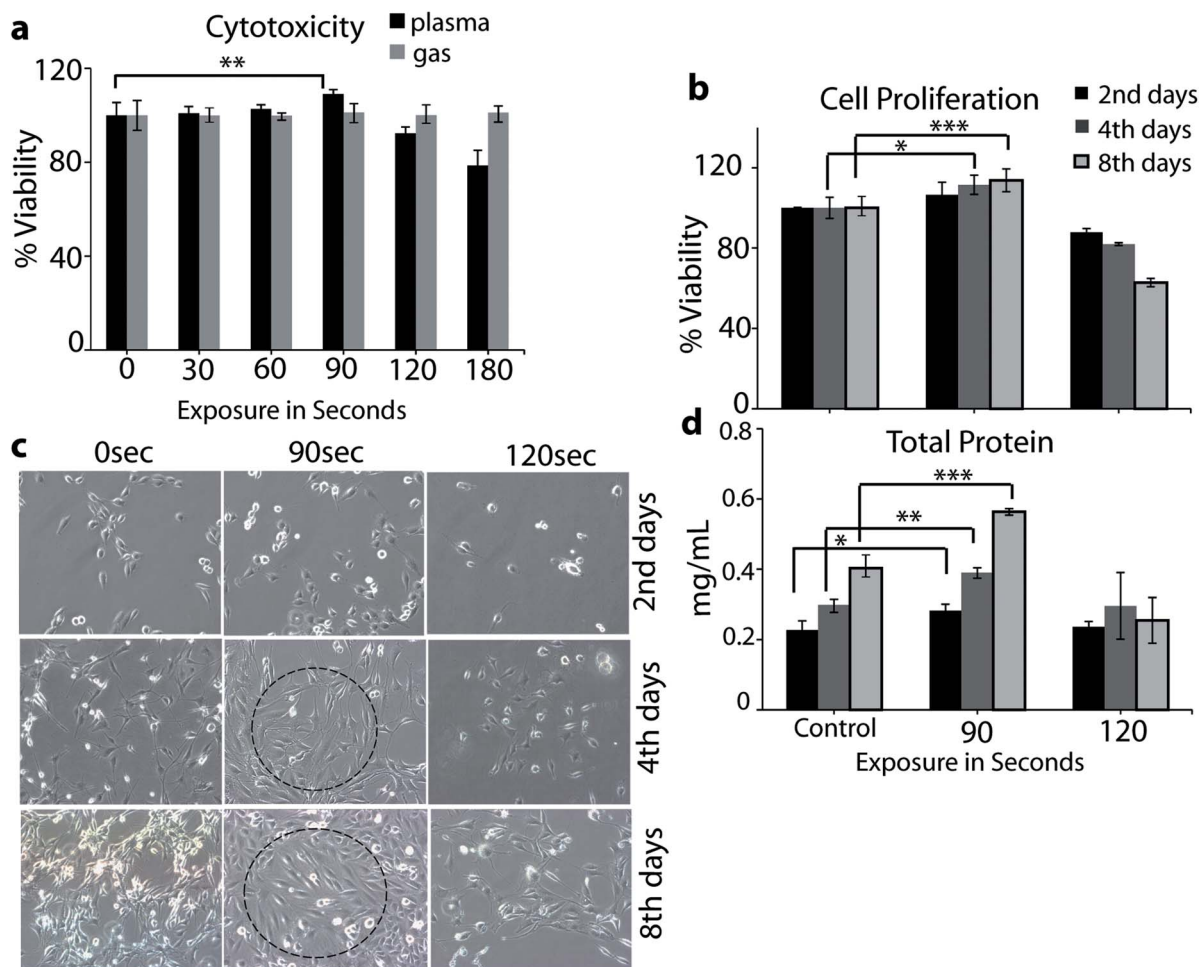 a
Cytotoxicity
plasma
gas
**
120
80
40
0
% Viability
0 30 60 90 120 180
Exposure in Seconds
b
Cell Proliferation
2nd days
4th days
8th days
***
*
120
80
40
0
% Viability
c
0sec 90sec 120sec
2nd days
4th days
8th days
d
Total Protein
***
**
*
0.8
0.6
0.4
0.2
0
mg/mL
Control 90 120
Exposure in Seconds